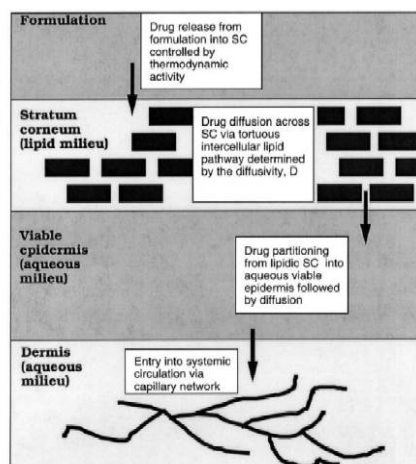 Formulation
Drug release from
formulation into SC
controlled by
thermodynamic
activity
Stratum
corneum
(lipid milieu)
Drug diffusion across
SC via tortuous
intercellular lipid
pathway determined
by the diffusivity, D
Viable
epidermis
(aqueous
milieu)
Drug partitioning
from lipidic SC into
aqueous viable
epidermis followed
by diffusion
Dermis
(aqueous
milieu)
Entry into systemic
circulation via
capillary network